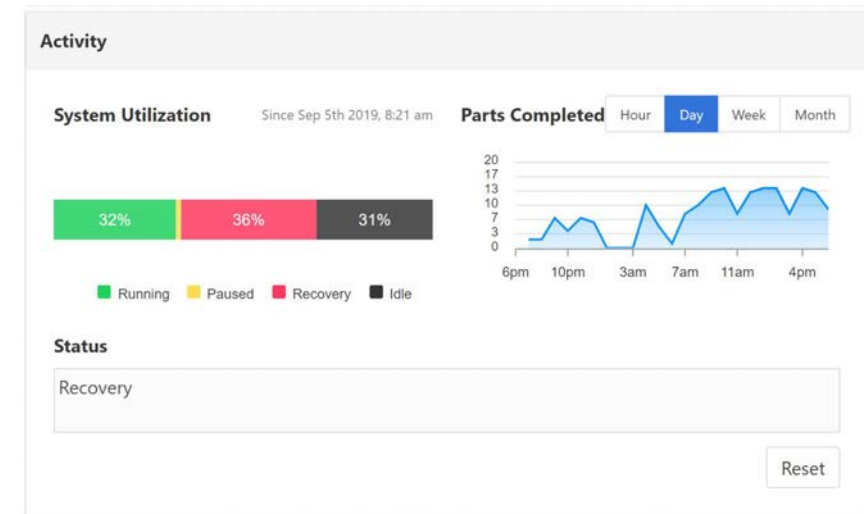 Activity
System Utilization
Since Sep 5th 2019, 8:21 am
32%
36%
31%
Running
Paused
Recovery
Idle
Parts Completed
Hour
Day
Week
Month
20
17
13
10
7
3
0
6pm
10pm
3am
7am
11am
4pm
Status
Recovery
Reset